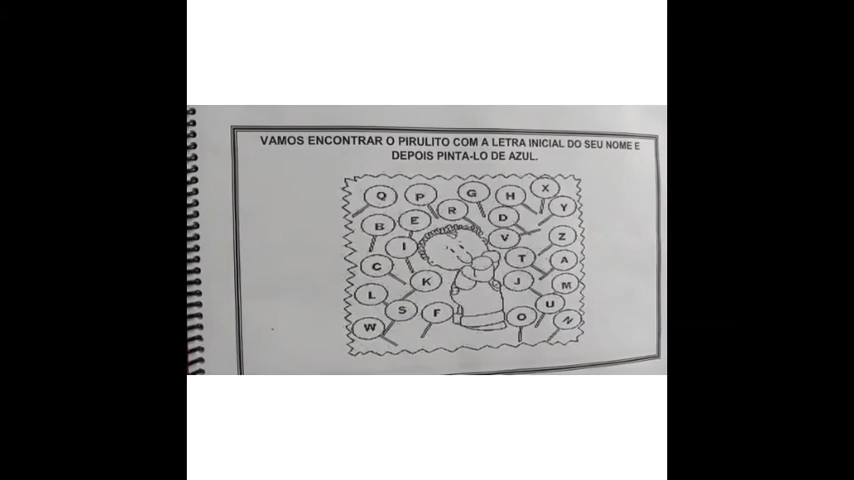 VAMOS ENCONTRAR O PIRULITO COM A LETRA INICIAL DO SEU NOME E
DEPOIS PINTA-LO DE AZUL.
Q P G H X
B E R D Y
I V Z
C K T A
L S J M
W F O U N